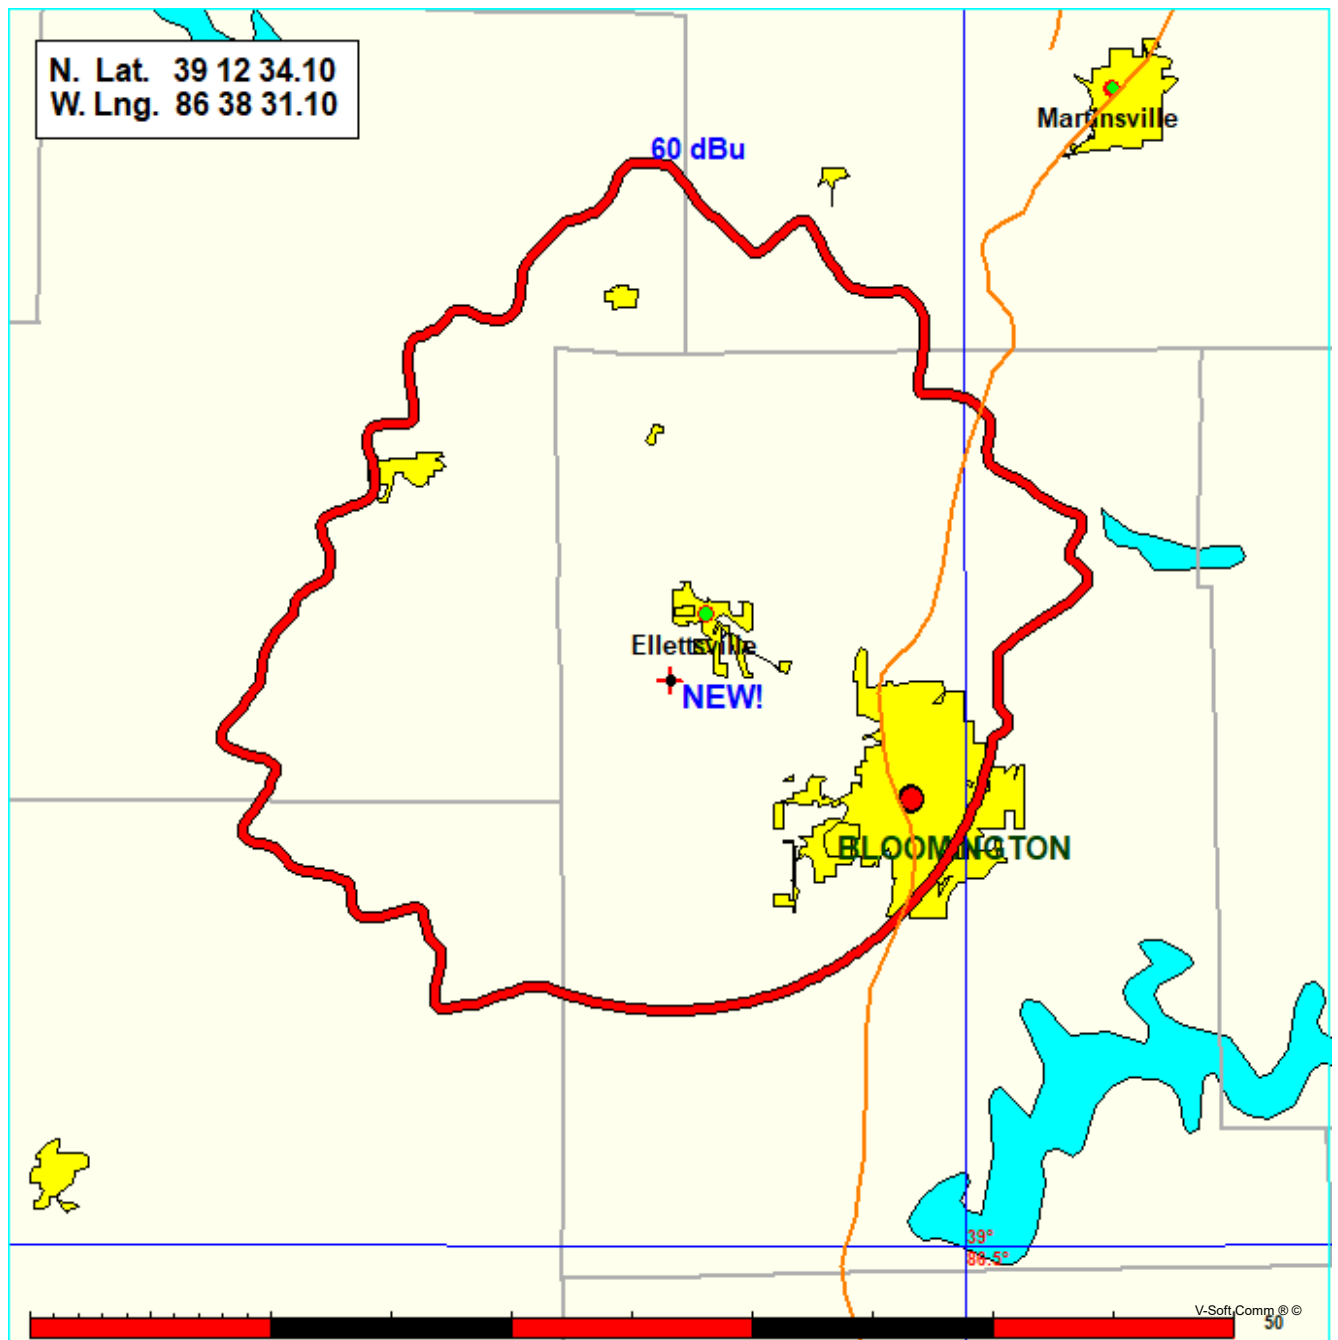 N. Lat. 39 12 34.10
W. Lng. 86 38 31.10
Martinsville
60 dBu
Ellettsville
NEW!
BLOOMINGTON
39°
86.5°
V-Soft Comm ® ©
50